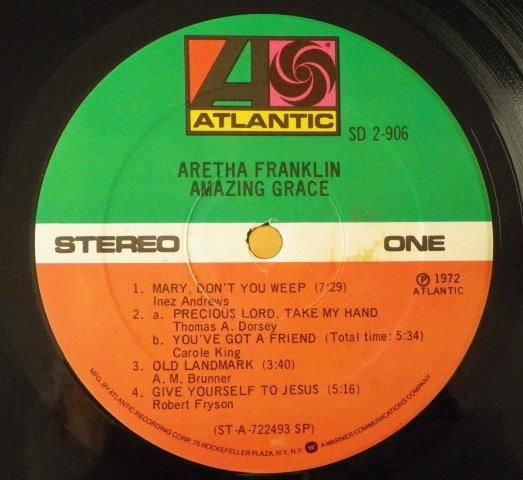 A
ATLANTIC
SD 2-906
ARETHA FRANKLIN
AMAZING GRACE
STEREO ONE
℗ 1972
ATLANTIC
1. MARY, DON'T YOU WEEP (7:29)
Inez Andrews
2. a. PRECIOUS LORD, TAKE MY HAND
Thomas A. Dorsey
b. YOU'VE GOT A FRIEND (Total time: 5:34)
Carole King
3. OLD LANDMARK (3:40)
A. M. Brunner
4. GIVE YOURSELF TO JESUS (5:16)
Robert Fryson
(ST-A-722493 SP)
MFG. BY ATLANTIC RECORDING CORP. 75 ROCKEFELLER PLAZA, N.Y., N.Y. W A WARNER COMMUNICATIONS COMPANY